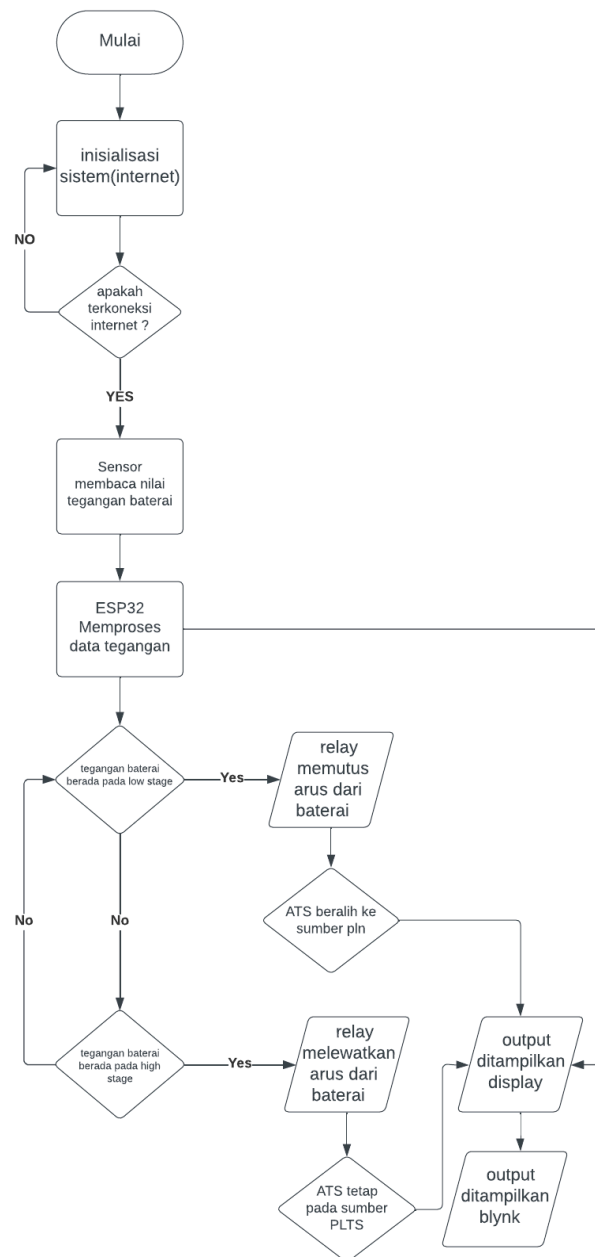 Mulai
inisialisasi
sistem(internet)
NO
apakah
terkoneksi
internet ?
YES
Sensor
membaca nilai
tegangan baterai
ESP32
Memproses
data tegangan
tegangan baterai
berada pada low stage
Yes
relay
memutus
arus dari
baterai
ATS beralih ke
sumber pln
No
No
tegangan baterai
berada pada high
stage
Yes
relay
melewatkan
arus dari
baterai
output
ditampilkan
display
ATS tetap
pada sumber
PLTS
output
ditampilkan
blynk